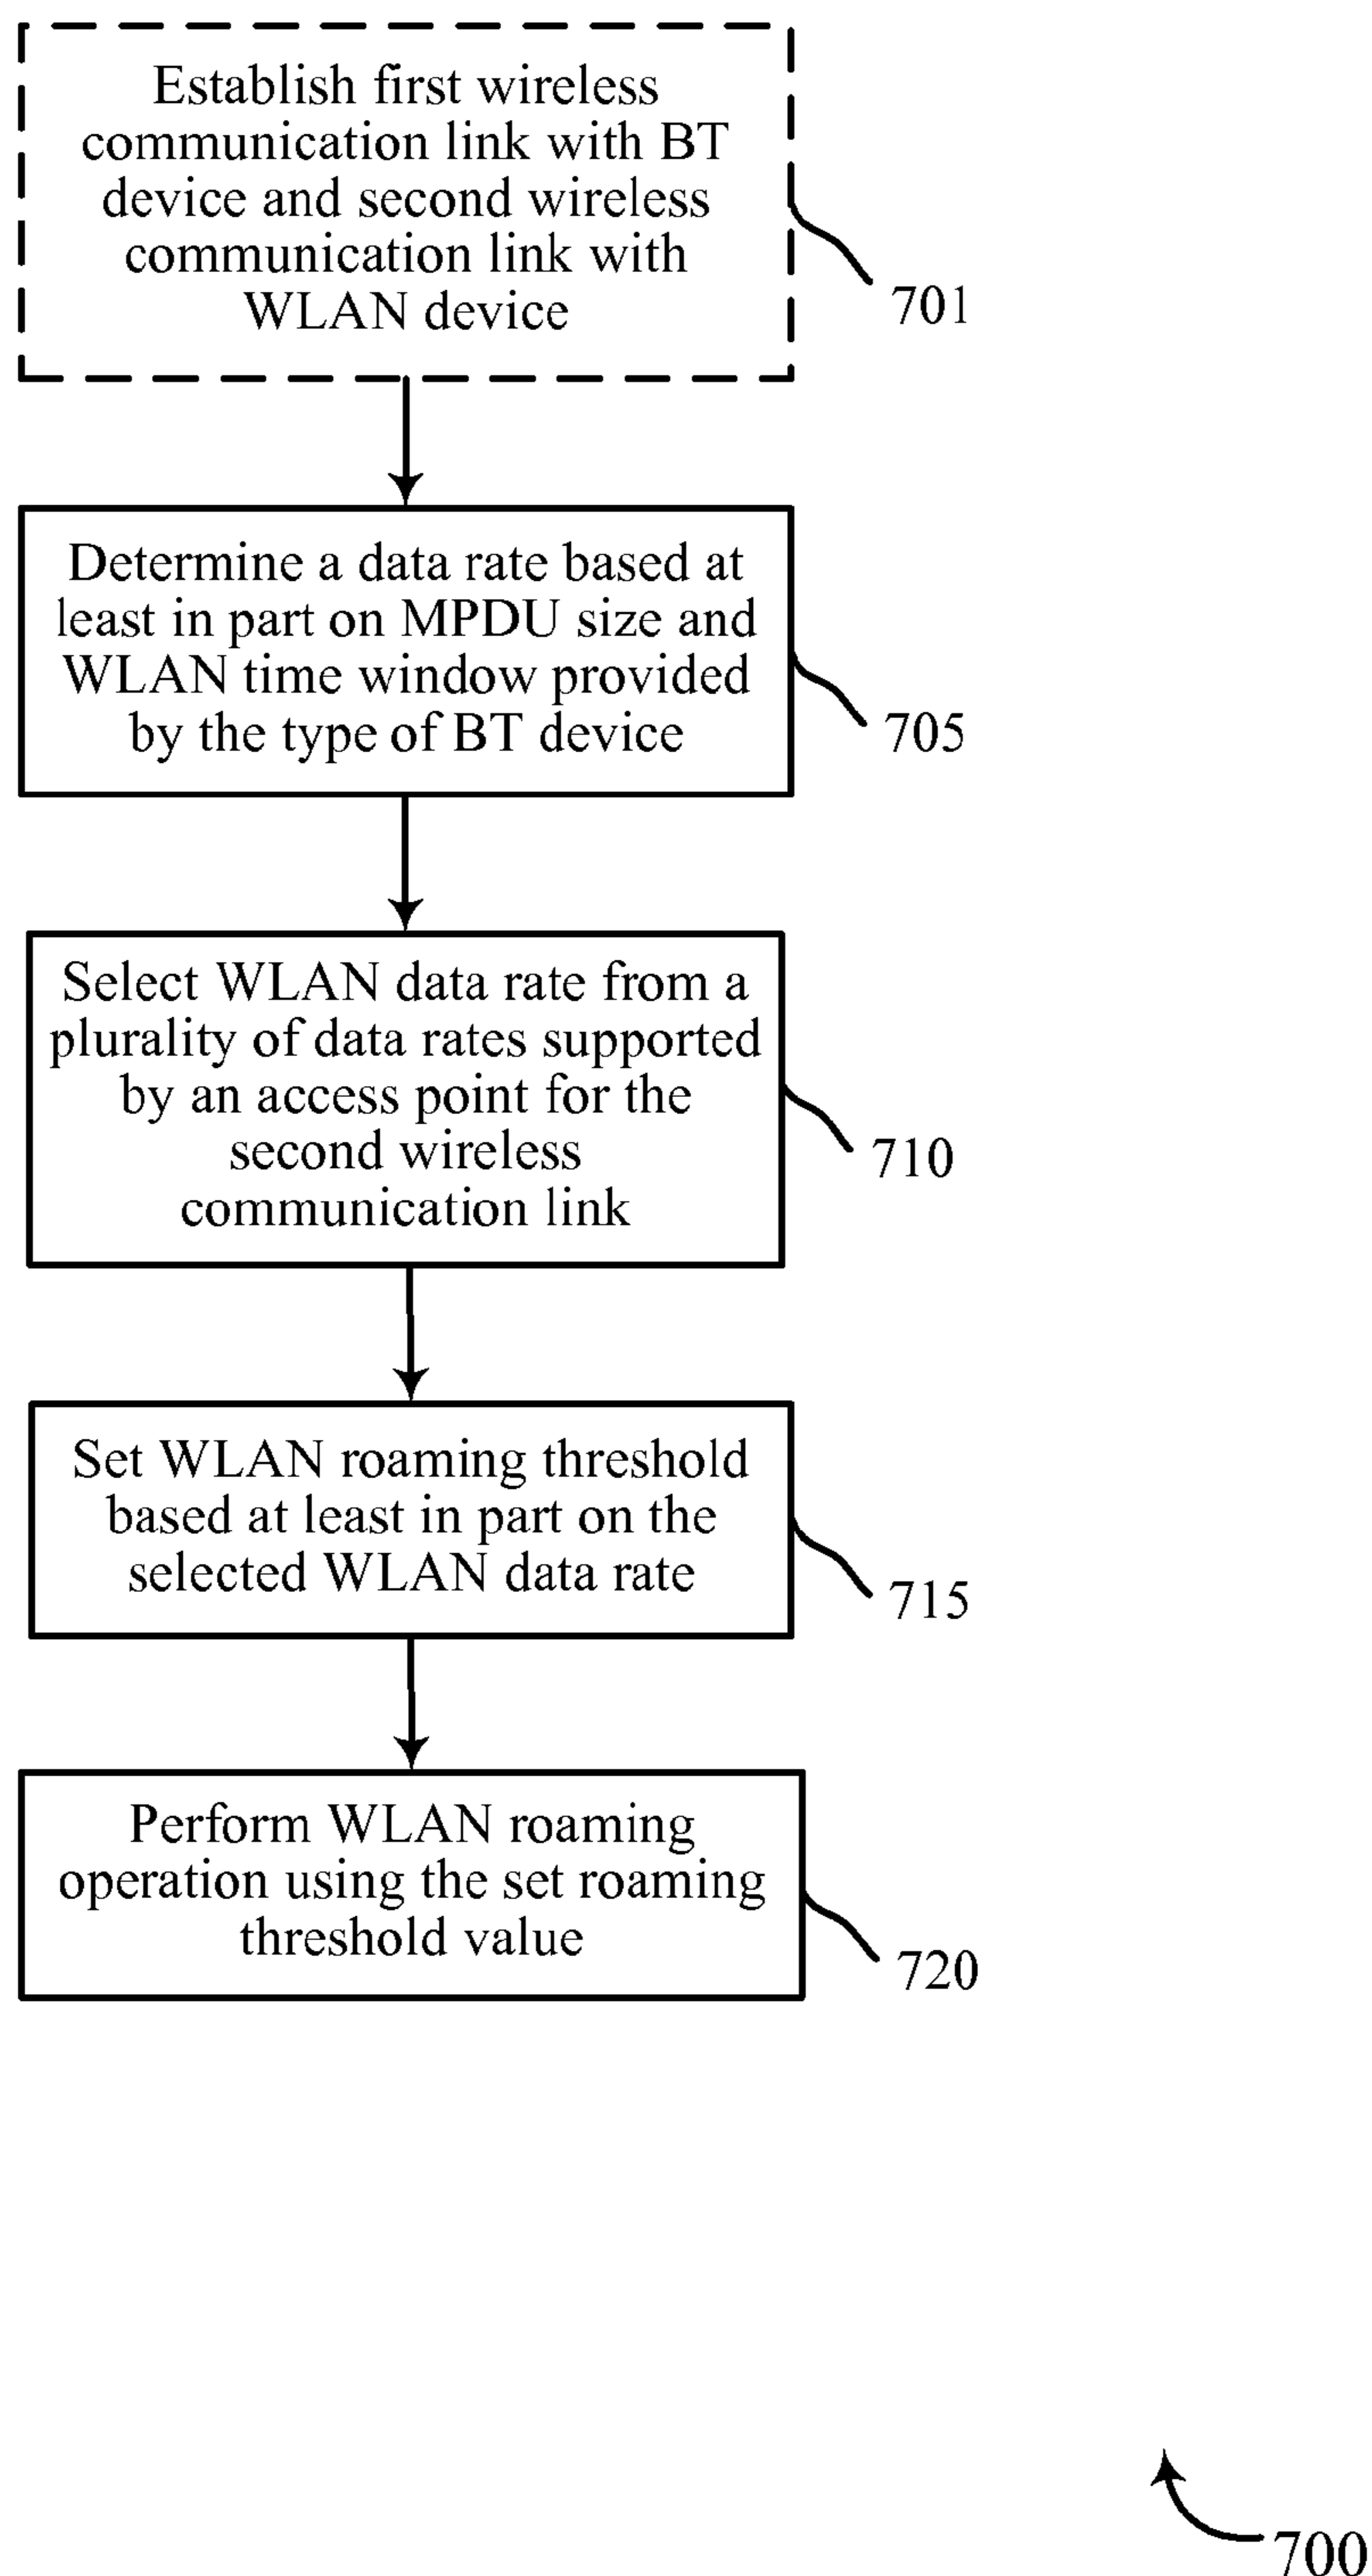 Establish first wireless
communication link with BT
device and second wireless
communication link with
WLAN device
701
Determine a data rate based at
least in part on MPDU size and
WLAN time window provided
by the type of BT device
705
Select WLAN data rate from a
plurality of data rates supported
by an access point for the
second wireless
communication link
710
Set WLAN roaming threshold
based at least in part on the
selected WLAN data rate
715
Perform WLAN roaming
operation using the set roaming
threshold value
720
700